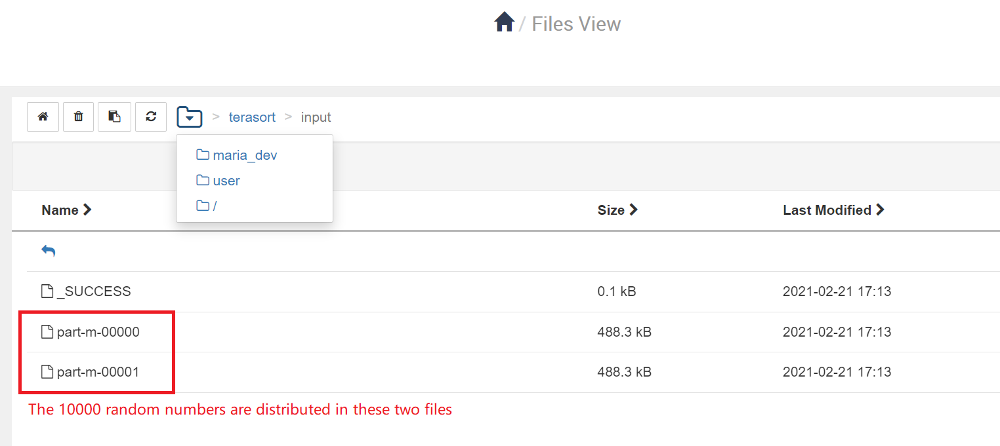 / Files View
> terasort > input
maria_dev
user
/
Name Size Last Modified
_SUCCESS 0.1 kB 2021-02-21 17:13
part-m-00000 488.3 kB 2021-02-21 17:13
part-m-00001 488.3 kB 2021-02-21 17:13
The 10000 random numbers are distributed in these two files